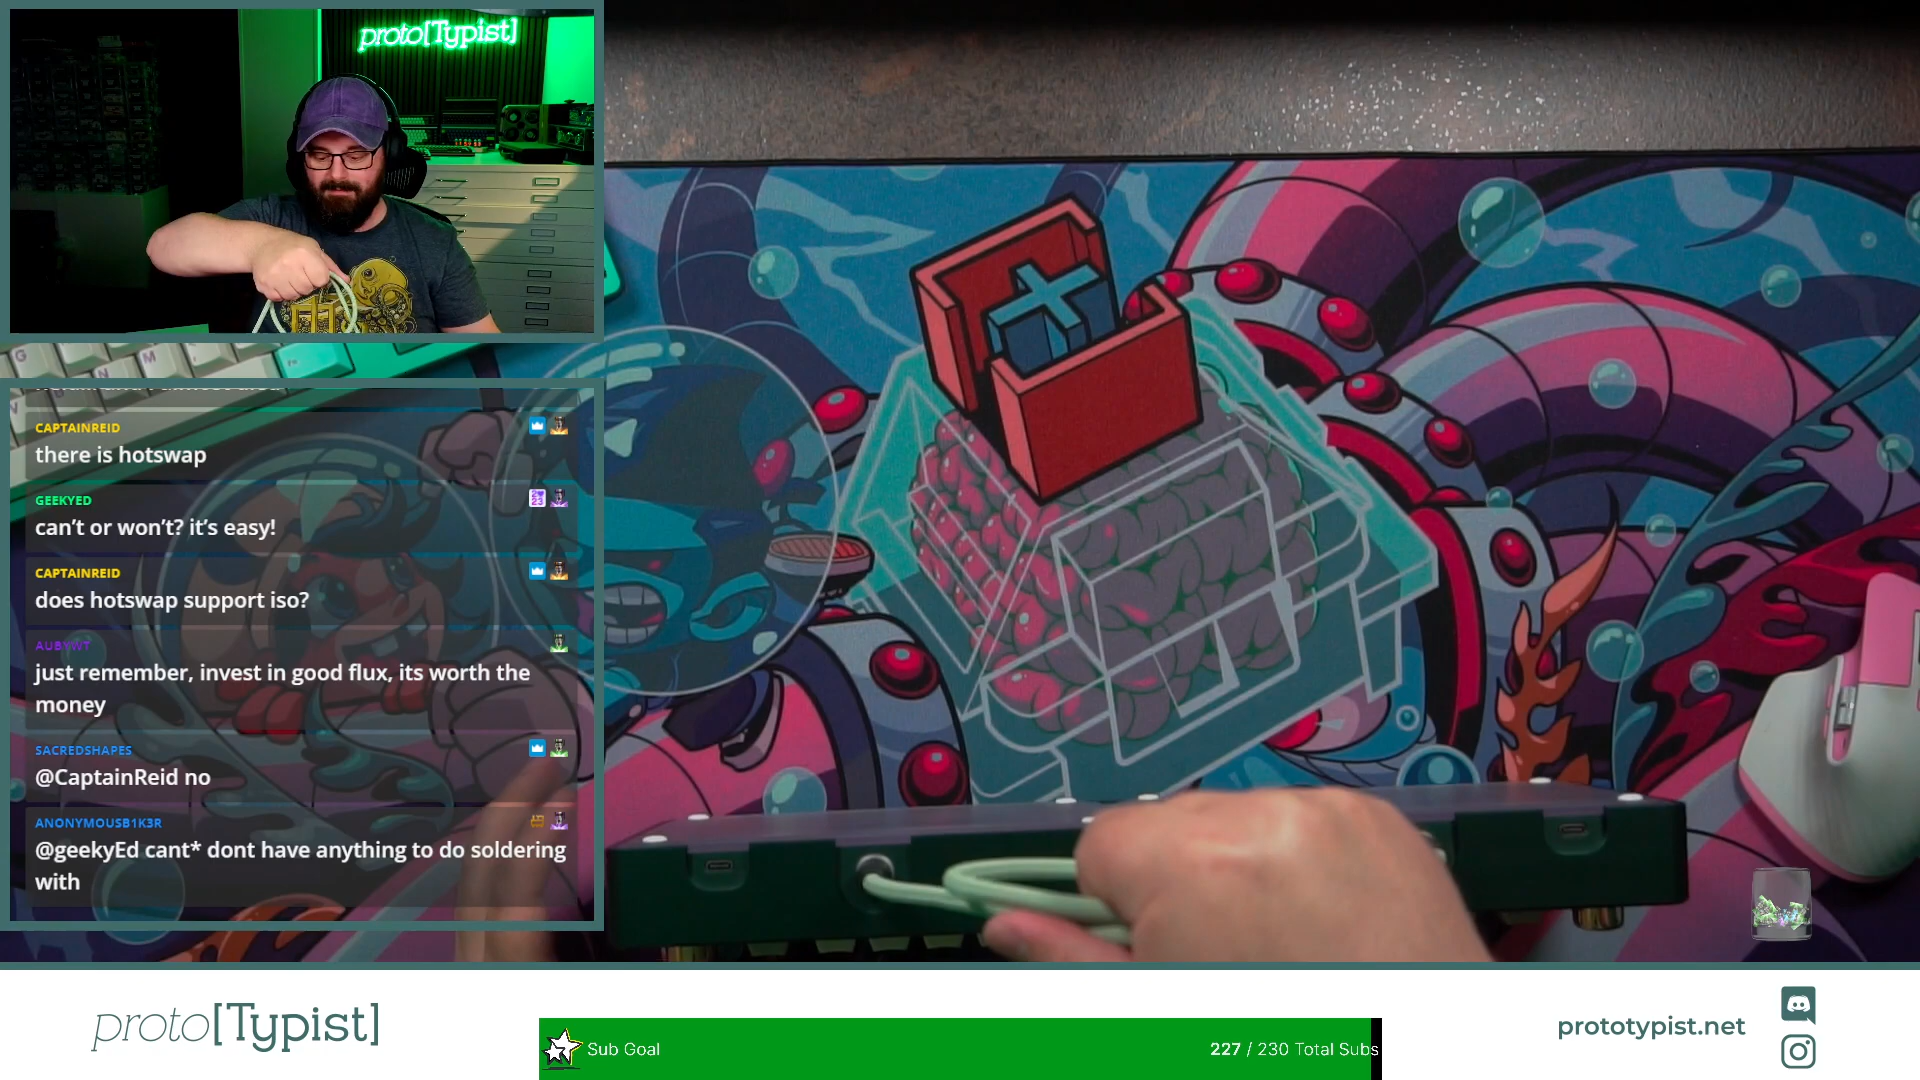 proto[Typist]
G
M
N
V
CAPTAINREID
there is hotswap
GEEKYED
can’t or won’t? it’s easy!
CAPTAINREID
does hotswap support iso?
AUBYWT
just remember, invest in good flux, its worth the
money
SACREDSHAPES
@CaptainReid no
ANONYMOUSB1K3R
@geekyEd cant* dont have anything to do soldering
with
proto[Typist]
Sub Goal
227 / 230 Total Subs
prototypist.net